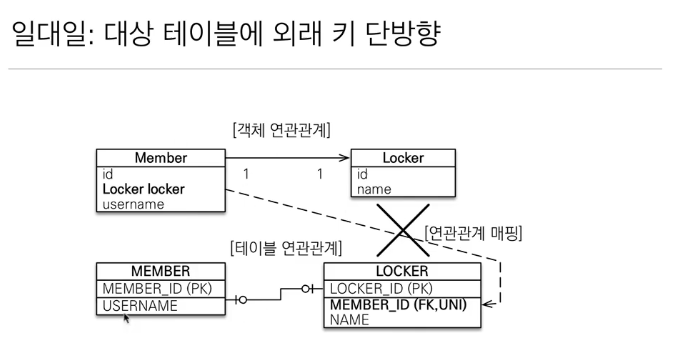 일대일: 대상 테이블에 외래 키 단방향
[객체 연관관계]
Member
id
Locker locker
username
1
1
Locker
id
name
[연관관계 매핑]
[테이블 연관관계]
MEMBER
MEMBER_ID (PK)
USERNAME
LOCKER
LOCKER_ID (PK)
MEMBER_ID (FK,UNI)
NAME